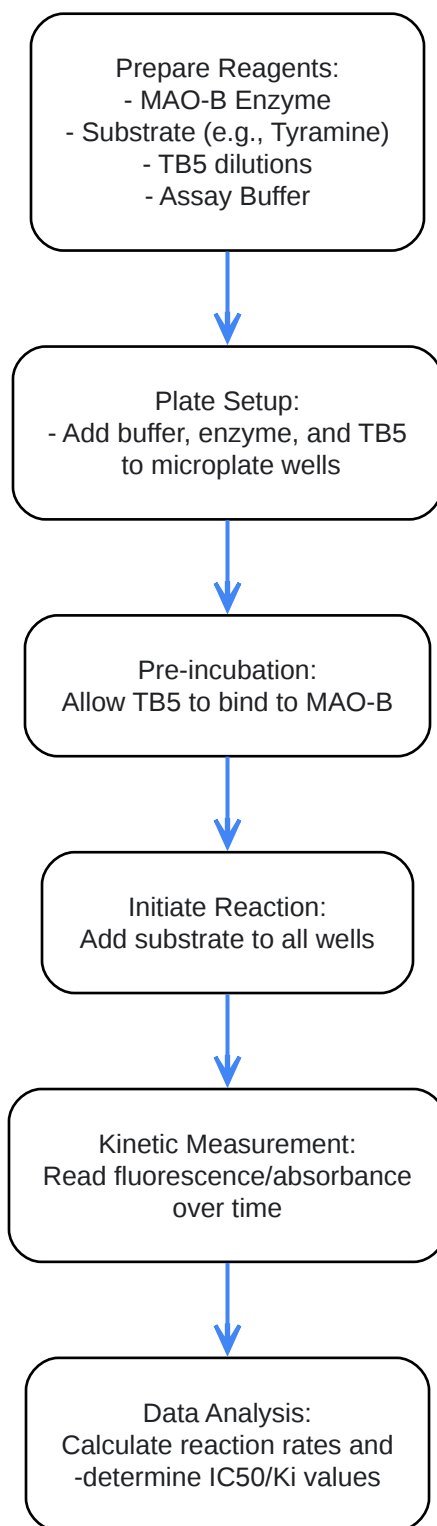 Prepare Reagents:
- MAO-B Enzyme
- Substrate (e.g., Tyramine)
- TB5 dilutions
- Assay Buffer
Plate Setup:
- Add buffer, enzyme, and TB5
to microplate wells
Pre-incubation:
Allow TB5 to bind to MAO-B
Initiate Reaction:
Add substrate to all wells
Kinetic Measurement:
Read fluorescence/absorbance
over time
Data Analysis:
Calculate reaction rates and
-determine IC50/Ki values